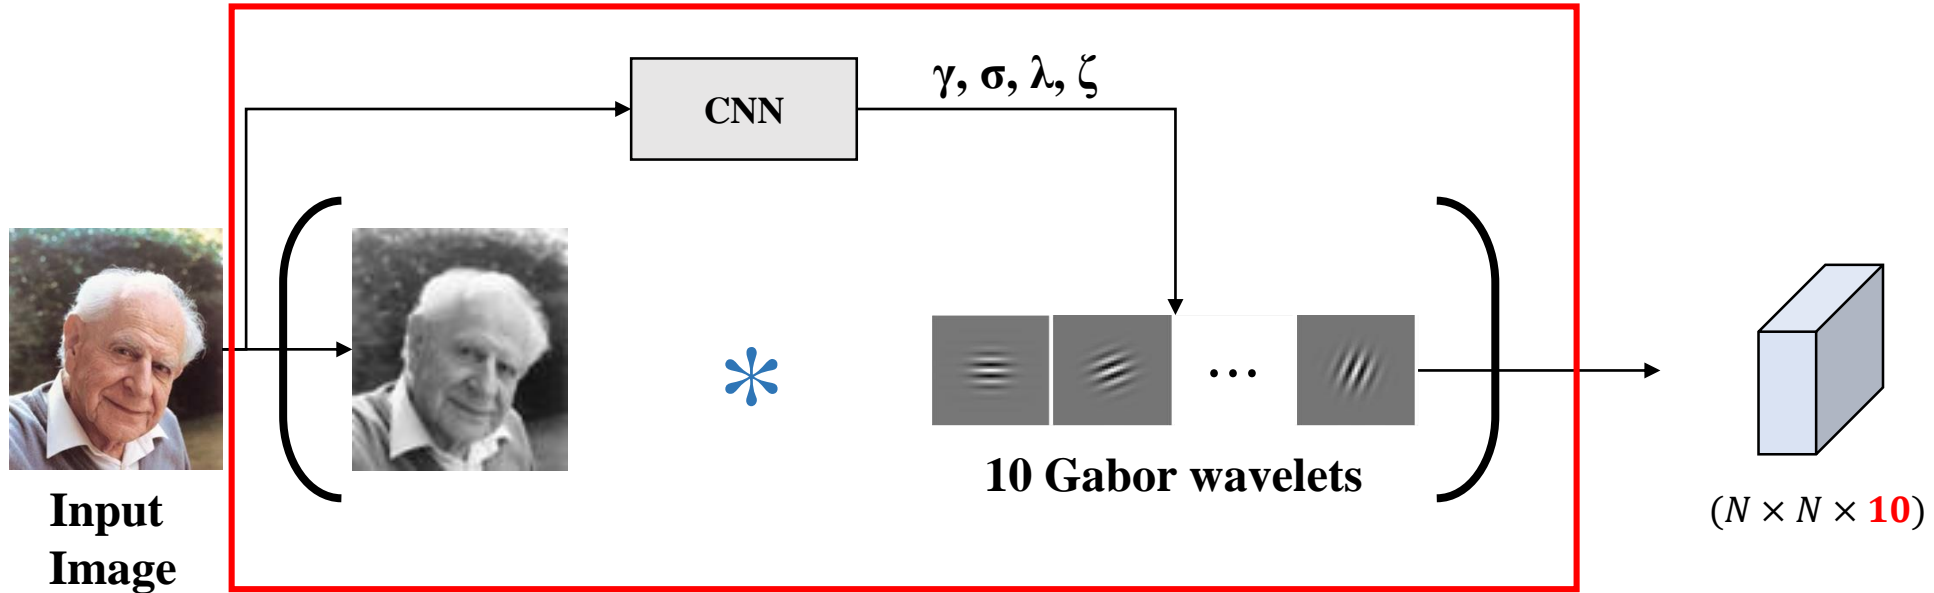 CNN
γ, σ, λ, ζ
*
...
10 Gabor wavelets
Input
Image
(N × N × 10)